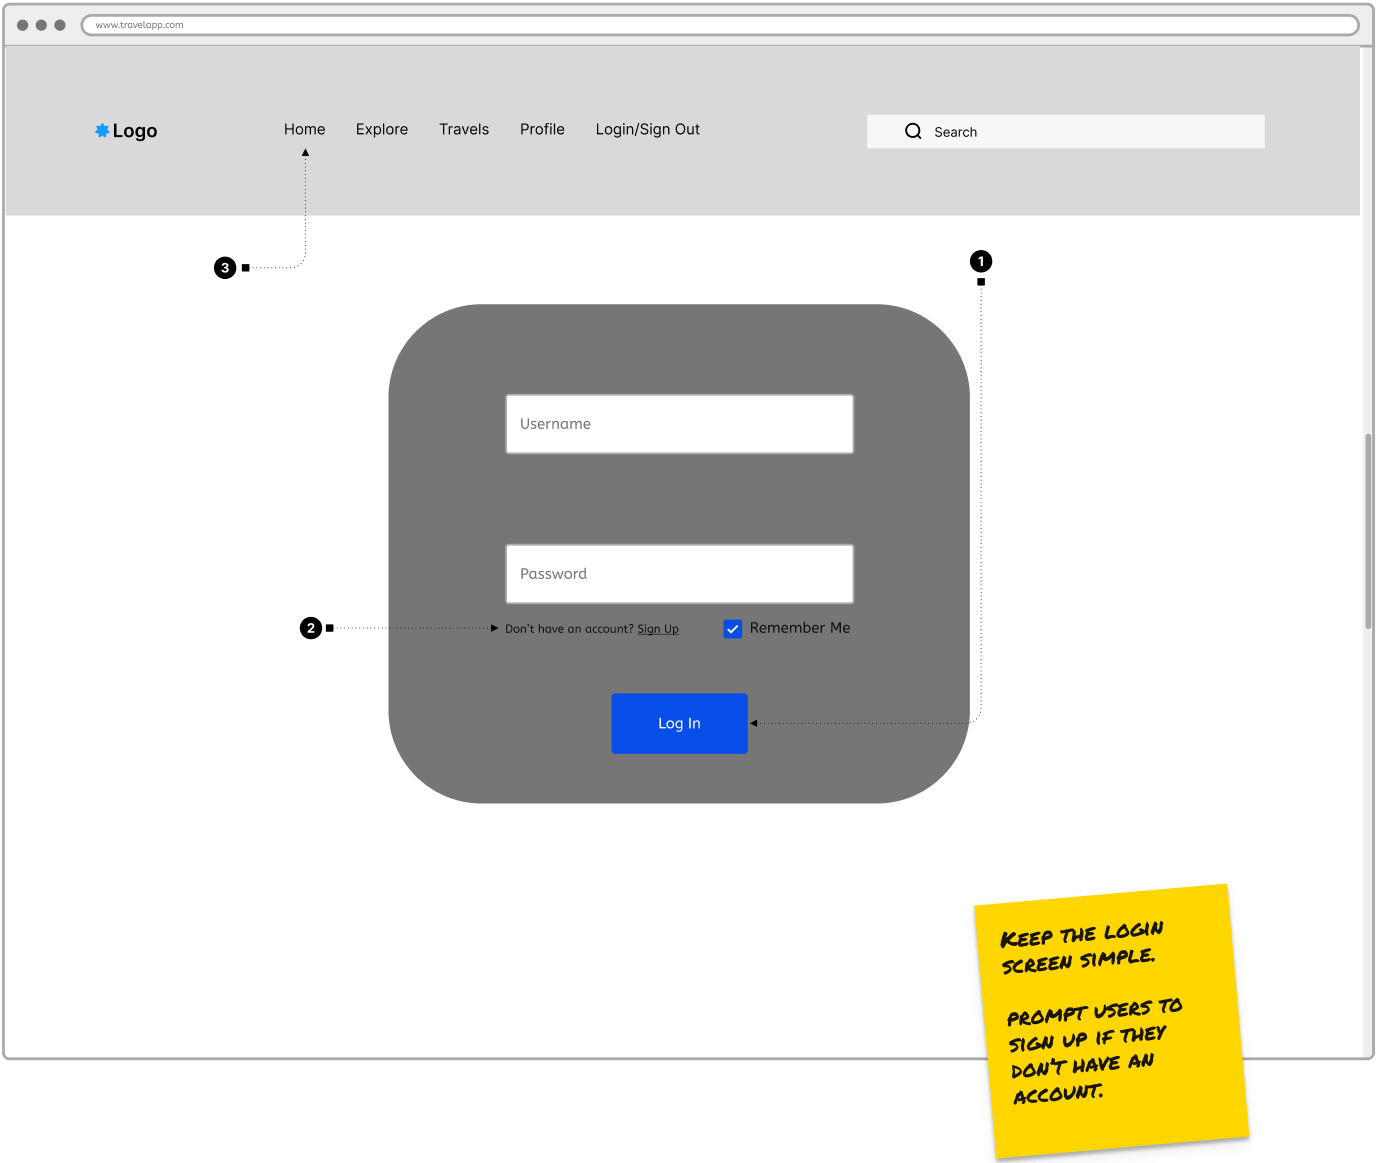 www.travelapp.com
Logo
Home Explore Travels Profile Login/Sign Out
Search
3
1
Username
Password
2
Don't have an account? Sign Up
Remember Me
Log In
KEEP THE LOGIN
SCREEN SIMPLE.
PROMPT USERS TO
SIGN UP IF THEY
DON'T HAVE AN
ACCOUNT.